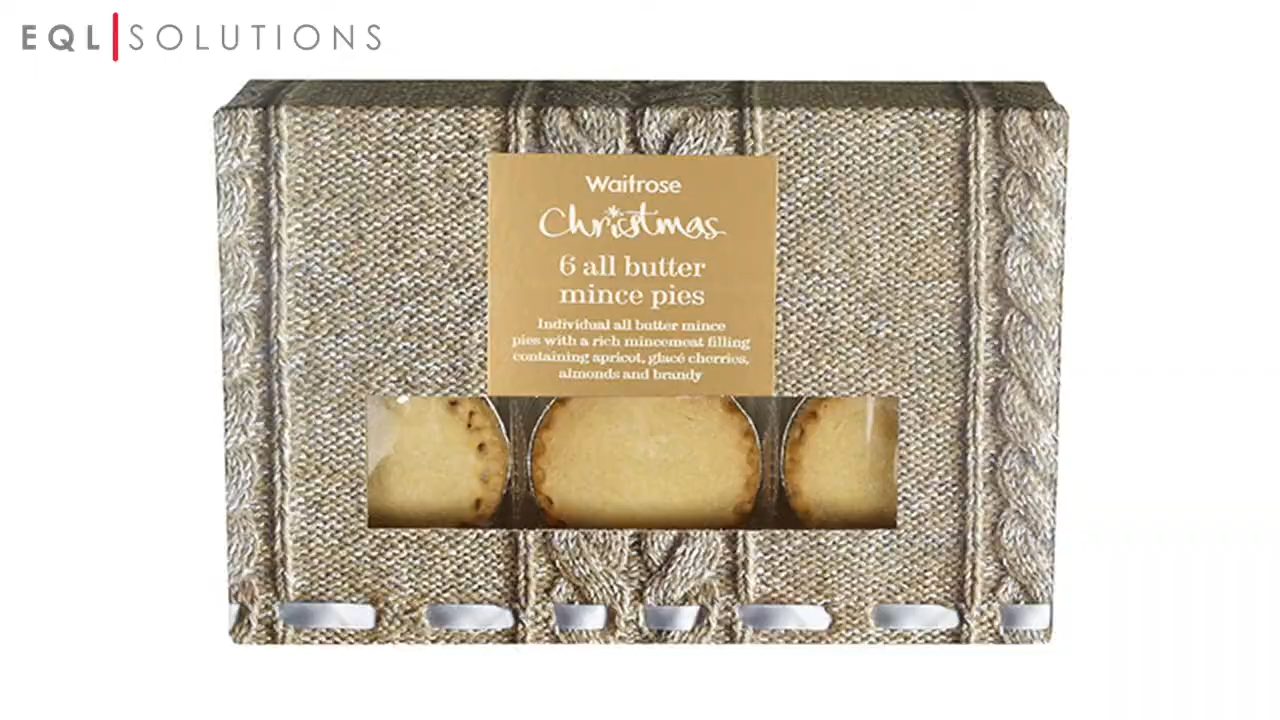 EQL|SOLUTIONS
Waitrose
Christmas
6 all butter
mince pies
Individual all butter mince
pies with a rich mincemeat filling
containing apricot, glacé cherries,
almonds and brandy